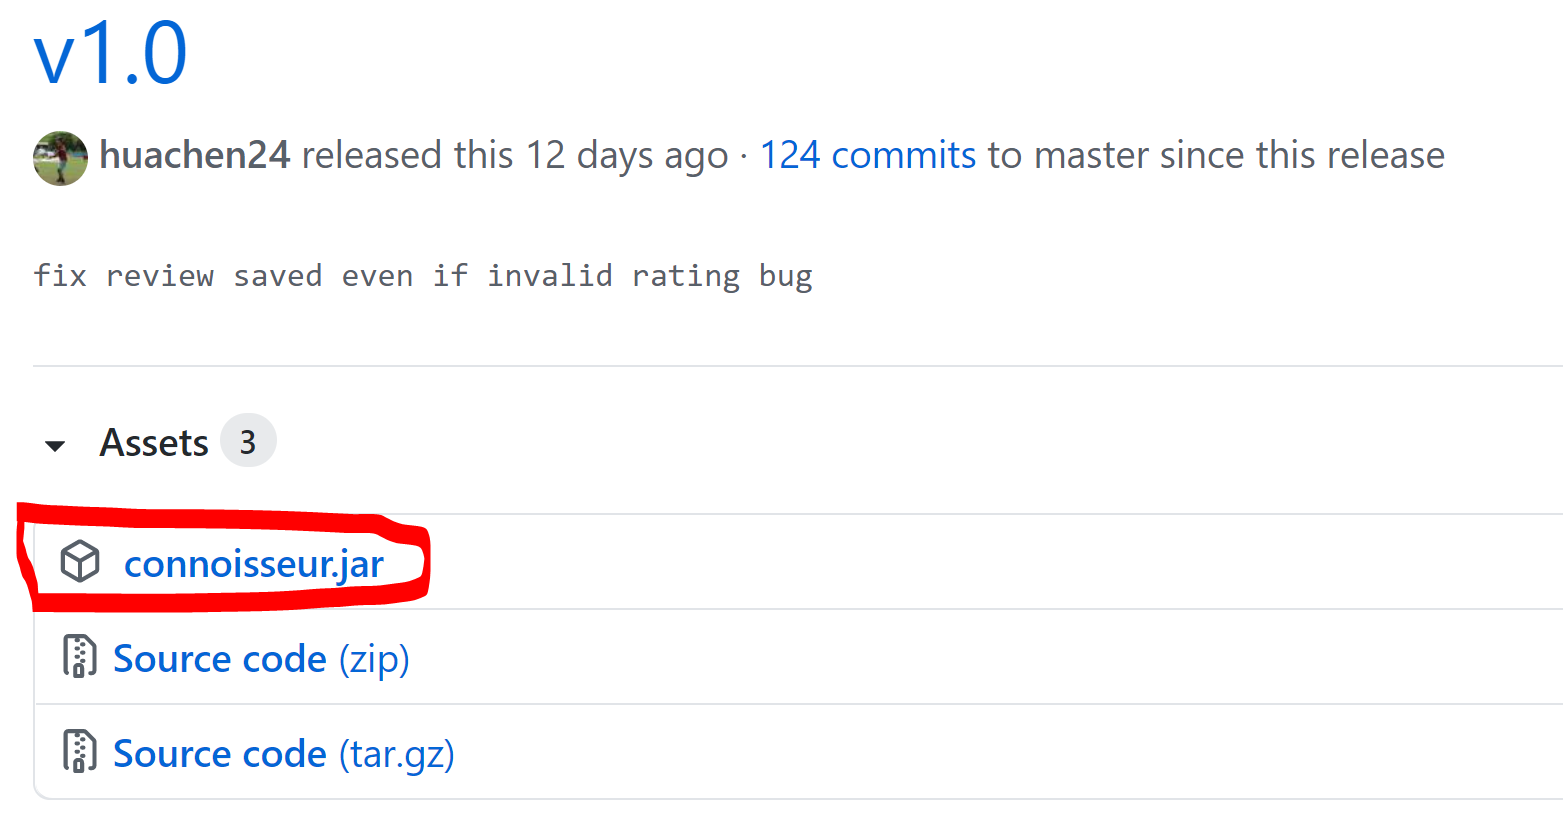 v1.0
huachen24 released this 12 days ago · 124 commits to master since this release
fix review saved even if invalid rating bug
Assets 3
connoisseur.jar
Source code (zip)
Source code (tar.gz)